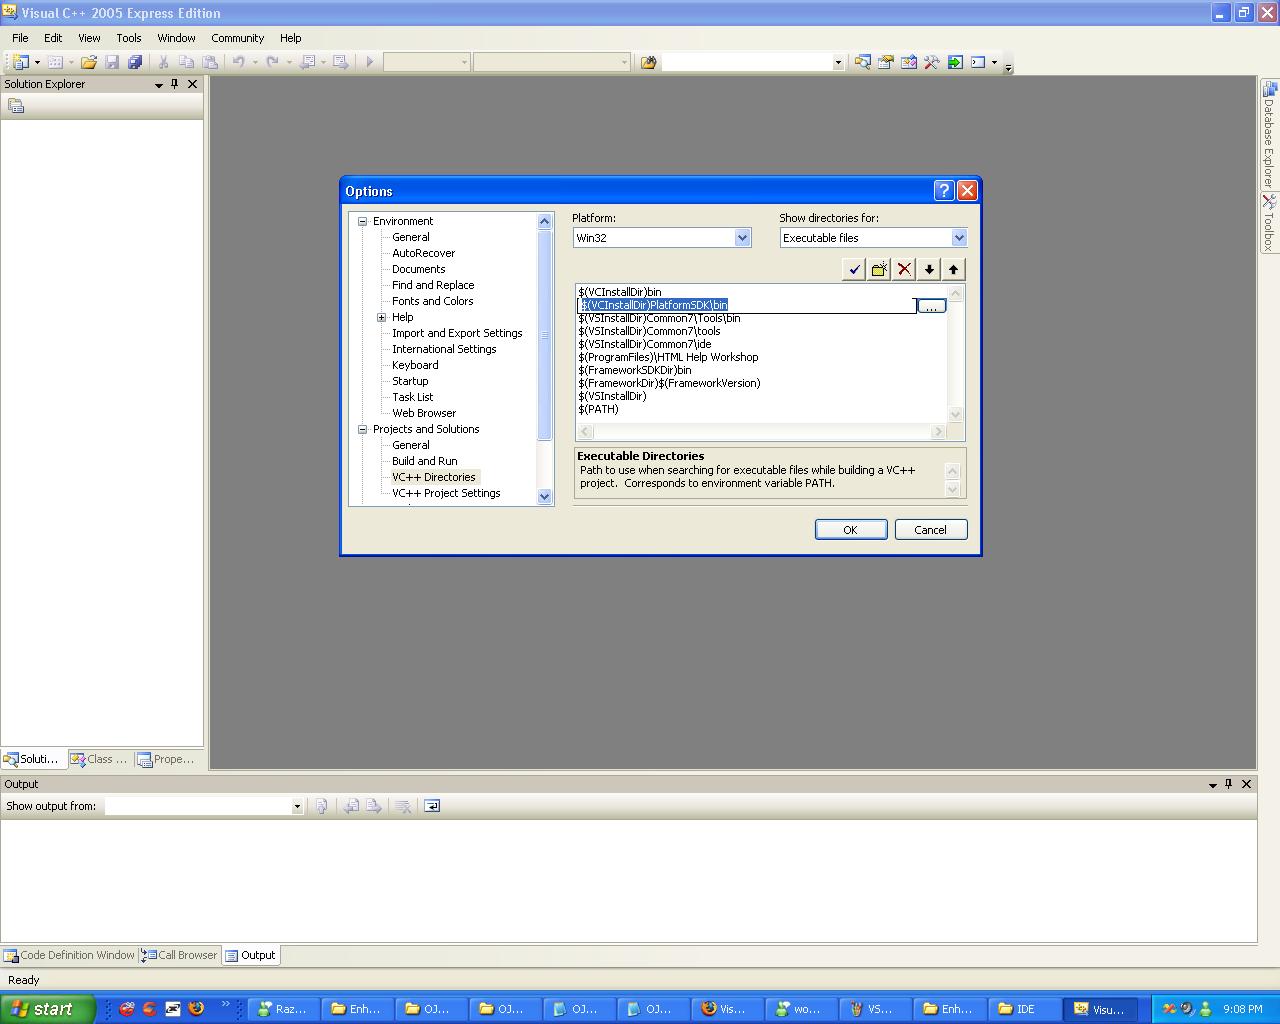 Visual C++ 2005 Express Edition
File Edit View Tools Window Community Help
Solution Explorer
Database Explorer
Toolbox
Options
Environment
General
AutoRecover
Documents
Find and Replace
Fonts and Colors
Help
Import and Export Settings
International Settings
Keyboard
Startup
Task List
Web Browser
Projects and Solutions
General
Build and Run
VC++ Directories
VC++ Project Settings
Platform:
Win32
Show directories for:
Executable files
$(VCInstallDir)bin
$(VCInstallDir)PlatformSDK\bin
...
$(VSInstallDir)Common7\Tools\bin
$(VSInstallDir)Common7\tools
$(VSInstallDir)Common7\ide
$(ProgramFiles)\HTML Help Workshop
$(FrameworkSDKDir)bin
$(FrameworkDir)$(FrameworkVersion)
$(VSInstallDir)
$(PATH)
Executable Directories
Path to use when searching for executable files while building a VC++
project. Corresponds to environment variable PATH.
OK Cancel
Soluti... Class ... Prope...
Output
Show output from:
Code Definition Window Call Browser Output
Ready
start Raz... Enh... OJ... OJ... OJ... OJ... Vis... wo... VS... Enh... IDE Visu... 9:08 PM